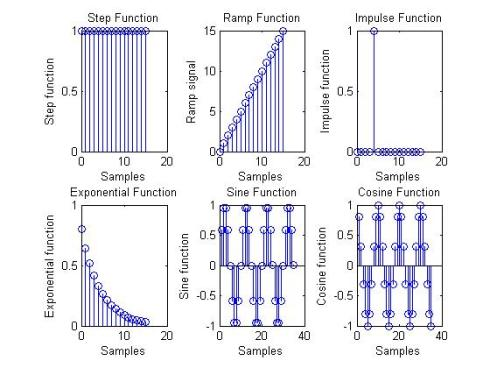 Step Function
Step function
1
0.5
0
0 10 20
Samples
Ramp Function
Ramp signal
15
10
5
0
0 10 20
Samples
Impulse Function
Impulse function
1
0.5
0
0 10 20
Samples
Exponential Function
Exponential function
1
0.5
0
0 10 20
Samples
Sine Function
Sine function
1
0.5
0
-0.5
-1
0 20 40
Samples
Cosine Function
Cosine function
1
0.5
0
-0.5
-1
0 20 40
Samples